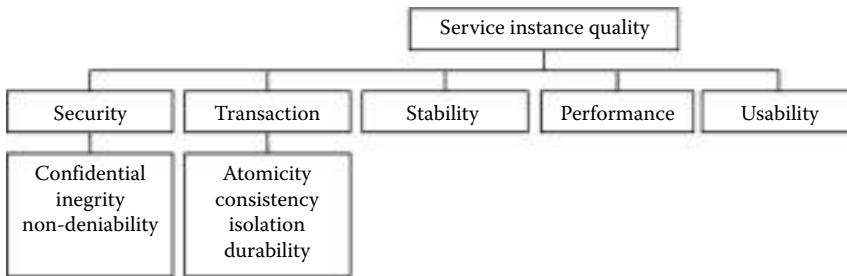 Service instance quality
Security
Transaction
Stability
Performance
Usability
Confidential
inegrity
non-deniability
Atomicity
consistency
isolation
durability